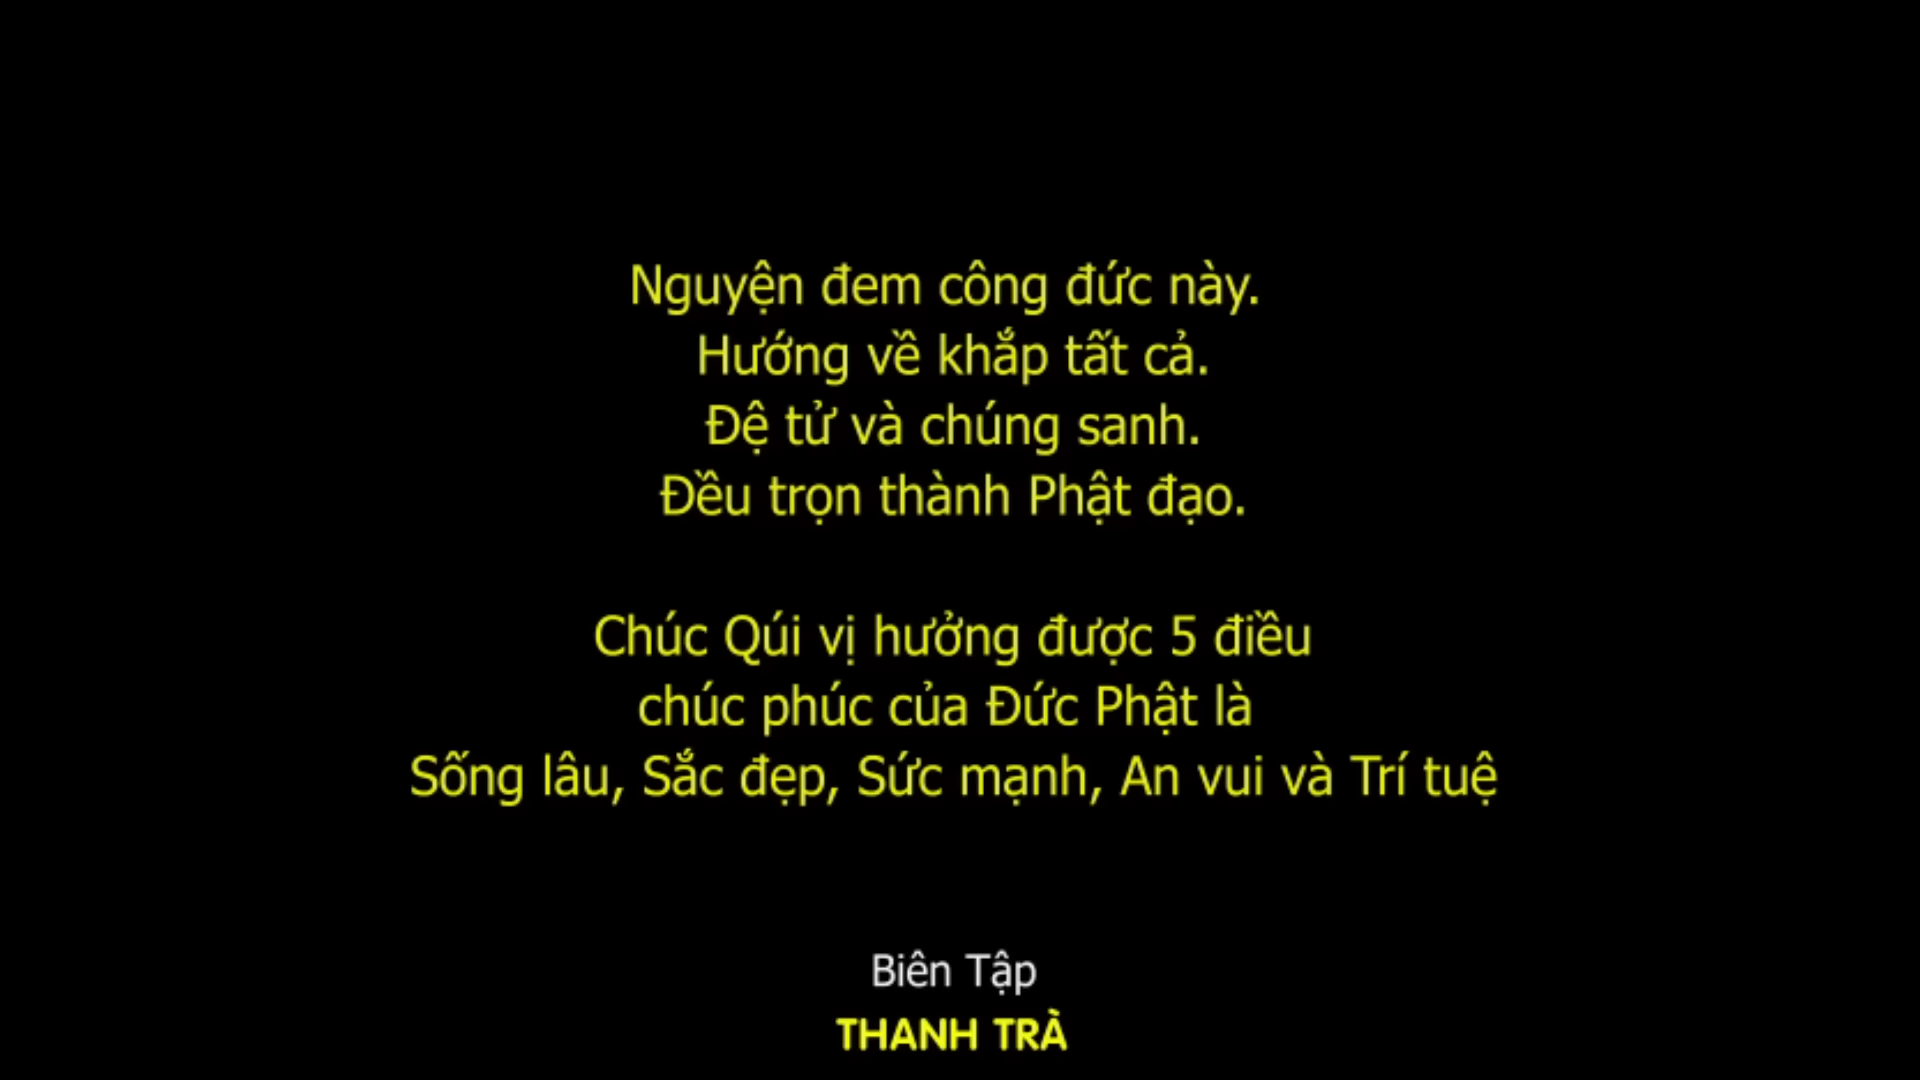 Nguyện đem công đức này.
Hướng về khắp tất cả.
Đệ tử và chúng sanh.
Đều trọn thành Phật đạo.
Chúc Qúi vị hưởng được 5 điều
chúc phúc của Đức Phật là
Sống lâu, Sắc đẹp, Sức mạnh, An vui và Trí tuệ
Biên Tập
THANH TRÀ